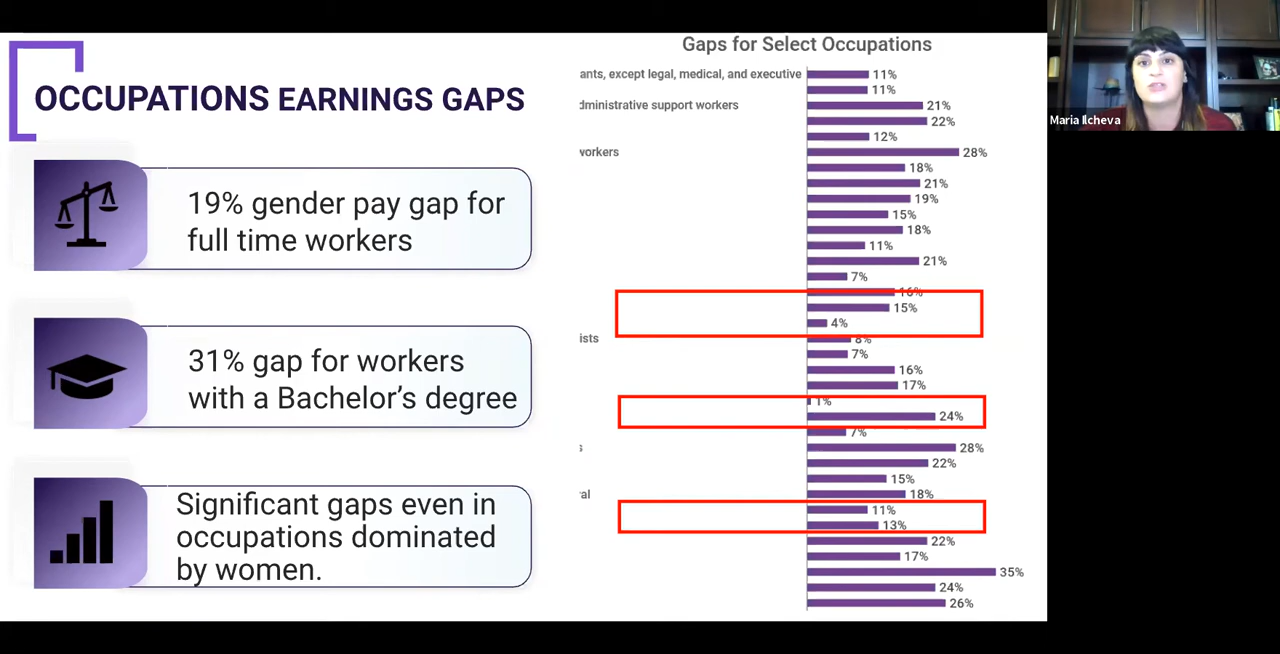 OCCUPATIONS EARNINGS GAPS
19% gender pay gap for
full time workers
31% gap for workers
with a Bachelor's degree
Significant gaps even in
occupations dominated
by women.
Gaps for Select Occupations
ants, except legal, medical, and executive 11%
11%
dministrative support workers 21%
22%
12%
workers 28%
18%
21%
19%
15%
18%
11%
21%
7%
16%
15%
4%
ists 8%
7%
16%
17%
1%
24%
7%
s 28%
22%
15%
al 18%
11%
13%
22%
17%
35%
24%
26%
Maria Ilcheva